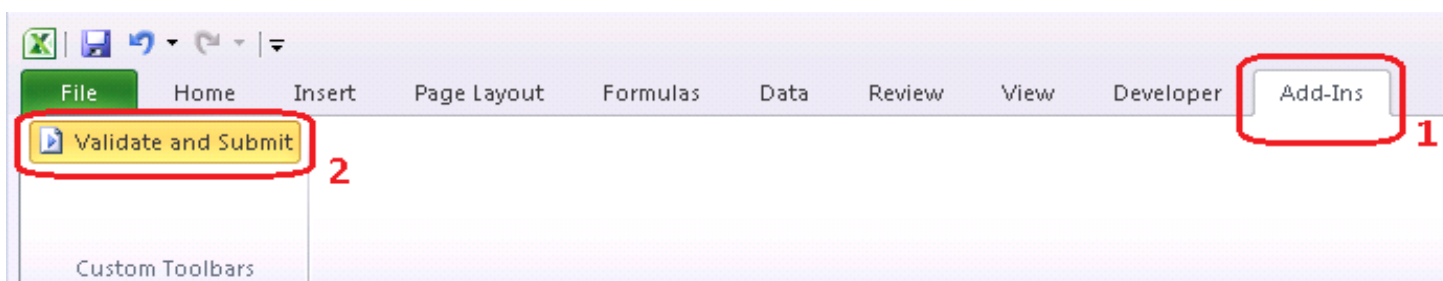 File Home Insert Page Layout Formulas Data Review View Developer Add-Ins
1
Validate and Submit
2
Custom Toolbars